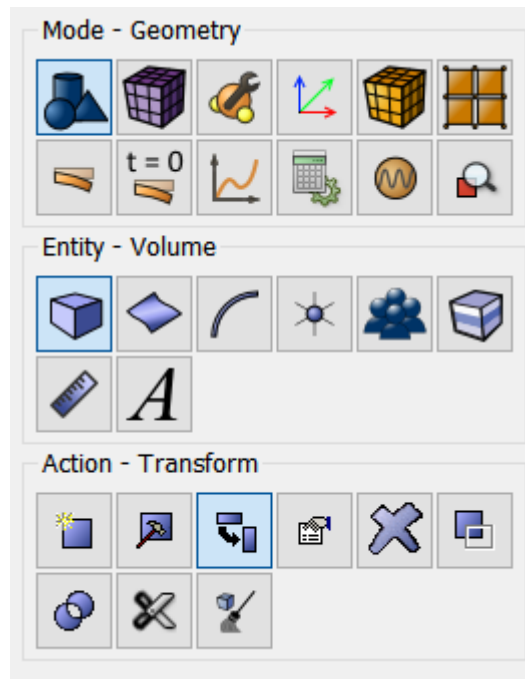 Mode - Geometry
t = 0
Entity - Volume
A
Action - Transform